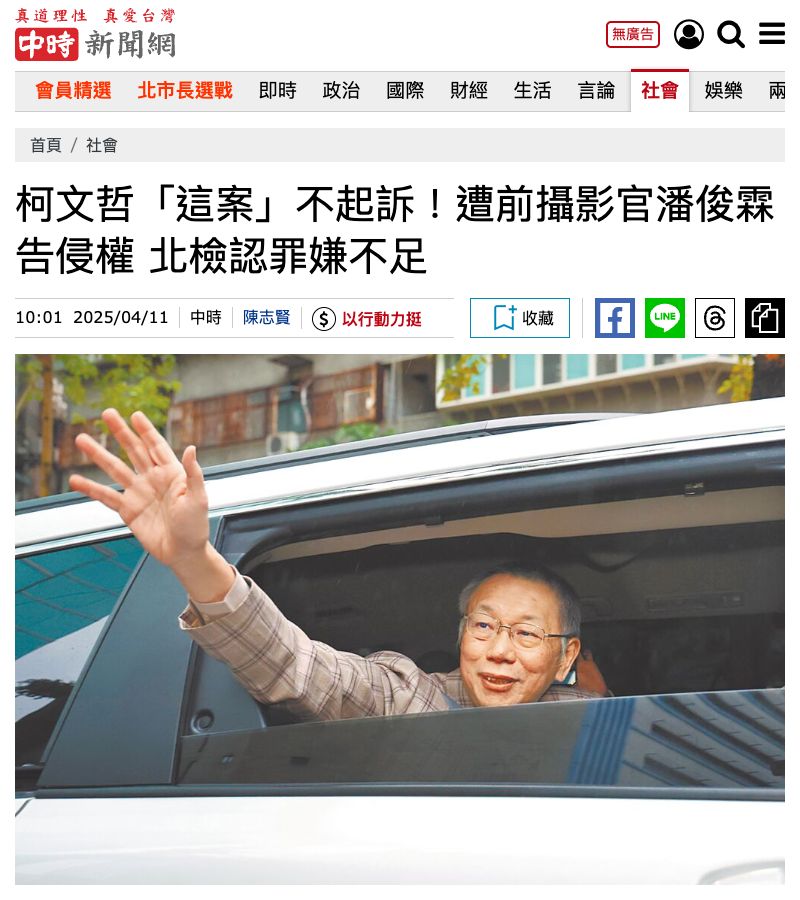 真道理性 真愛台灣
中時 新聞網
無廣告
會員精選 北市長選戰 即時 政治 國際 財經 生活 言論 社會 娛樂 兩
首頁 / 社會
柯文哲「這案」不起訴！遭前攝影官潘俊霖
告侵權 北檢認罪嫌不足
10:01 2025/04/11 中時 陳志賢 $ 以行動力挺
收藏
LINE